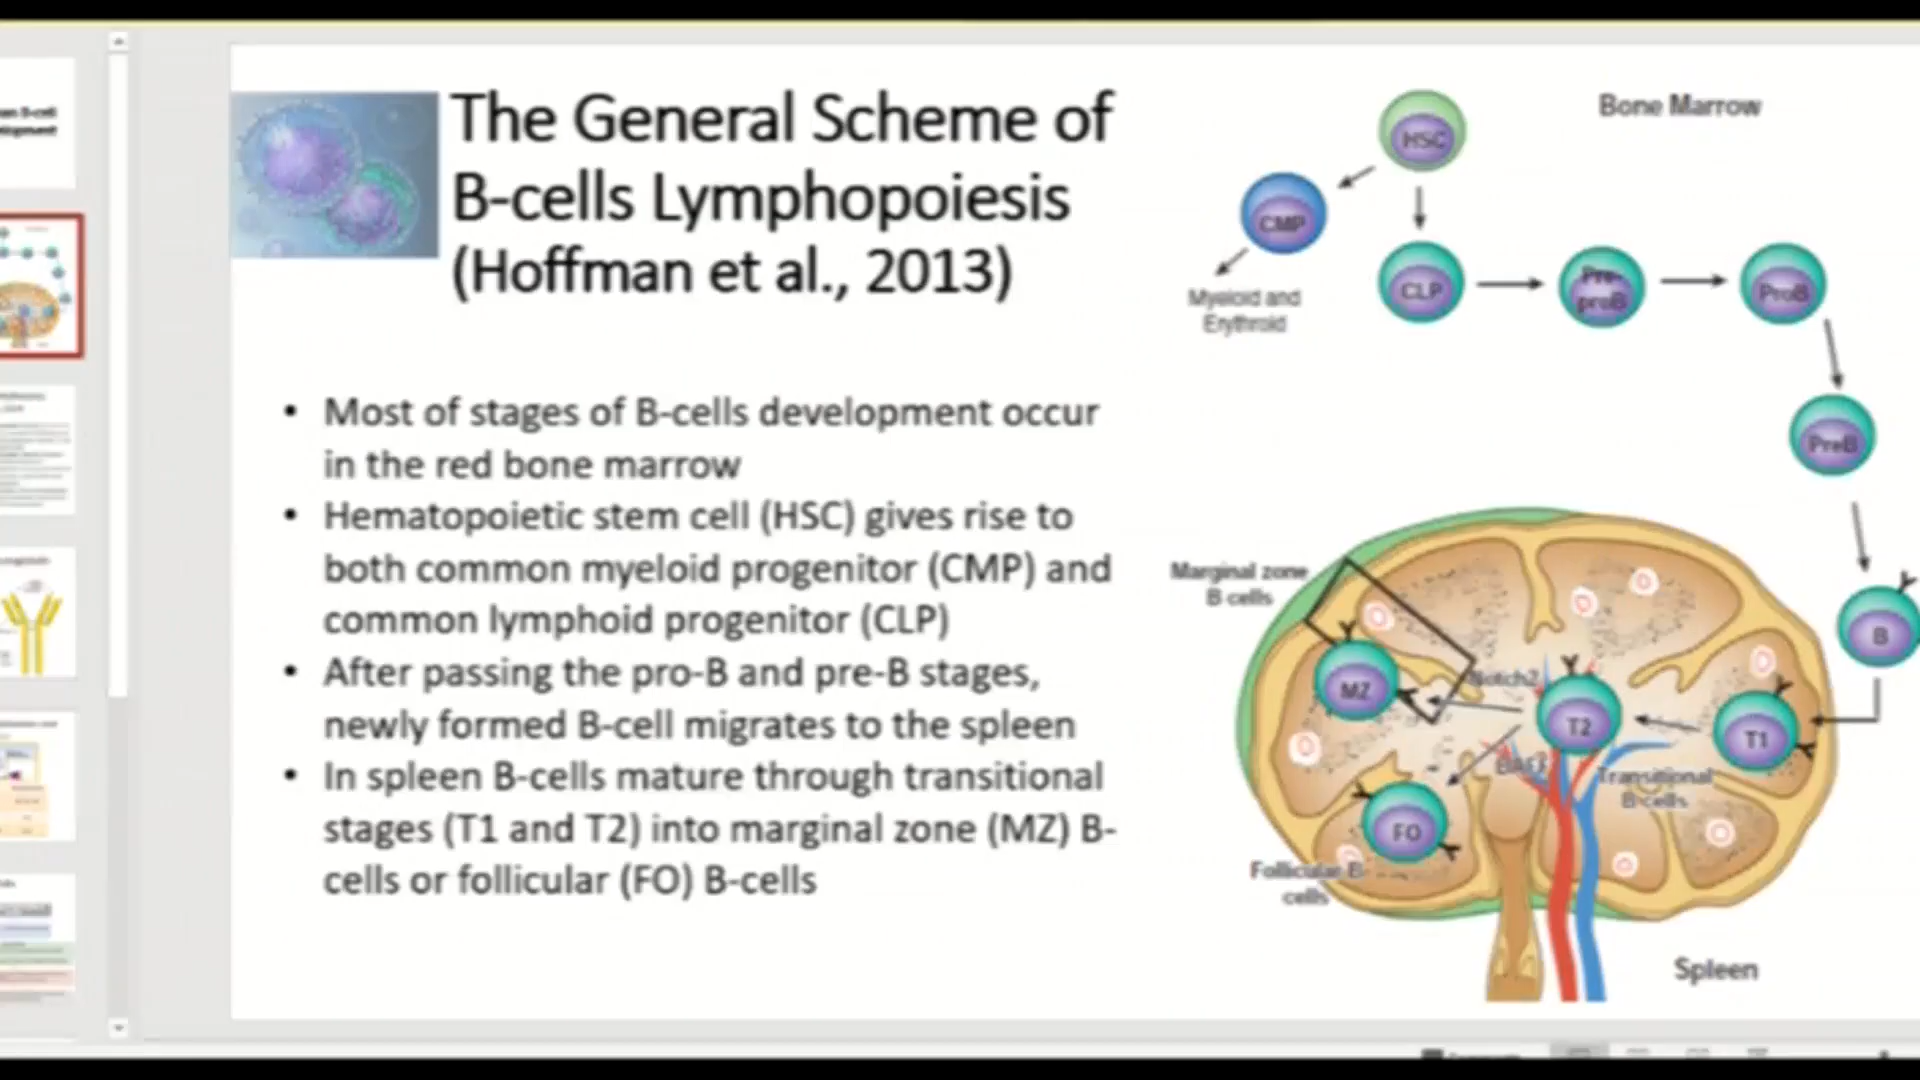 The General Scheme of
B-cells Lymphopoiesis
(Hoffman et al., 2013)
• Most of stages of B-cells development occur
in the red bone marrow
• Hematopoietic stem cell (HSC) gives rise to
both common myeloid progenitor (CMP) and
common lymphoid progenitor (CLP)
• After passing the pro-B and pre-B stages,
newly formed B-cell migrates to the spleen
• In spleen B-cells mature through transitional
stages (T1 and T2) into marginal zone (MZ) B-
cells or follicular (FO) B-cells
Bone Marrow
HSC
CMP
Myeloid and
Erythroid
CLP
Pre-
proB
ProB
PreB
B
Marginal zone
B cells
MZ
Notch2
T2
T1
BAFF
Transitional
B cells
FO
Follicular B-
cells
Spleen